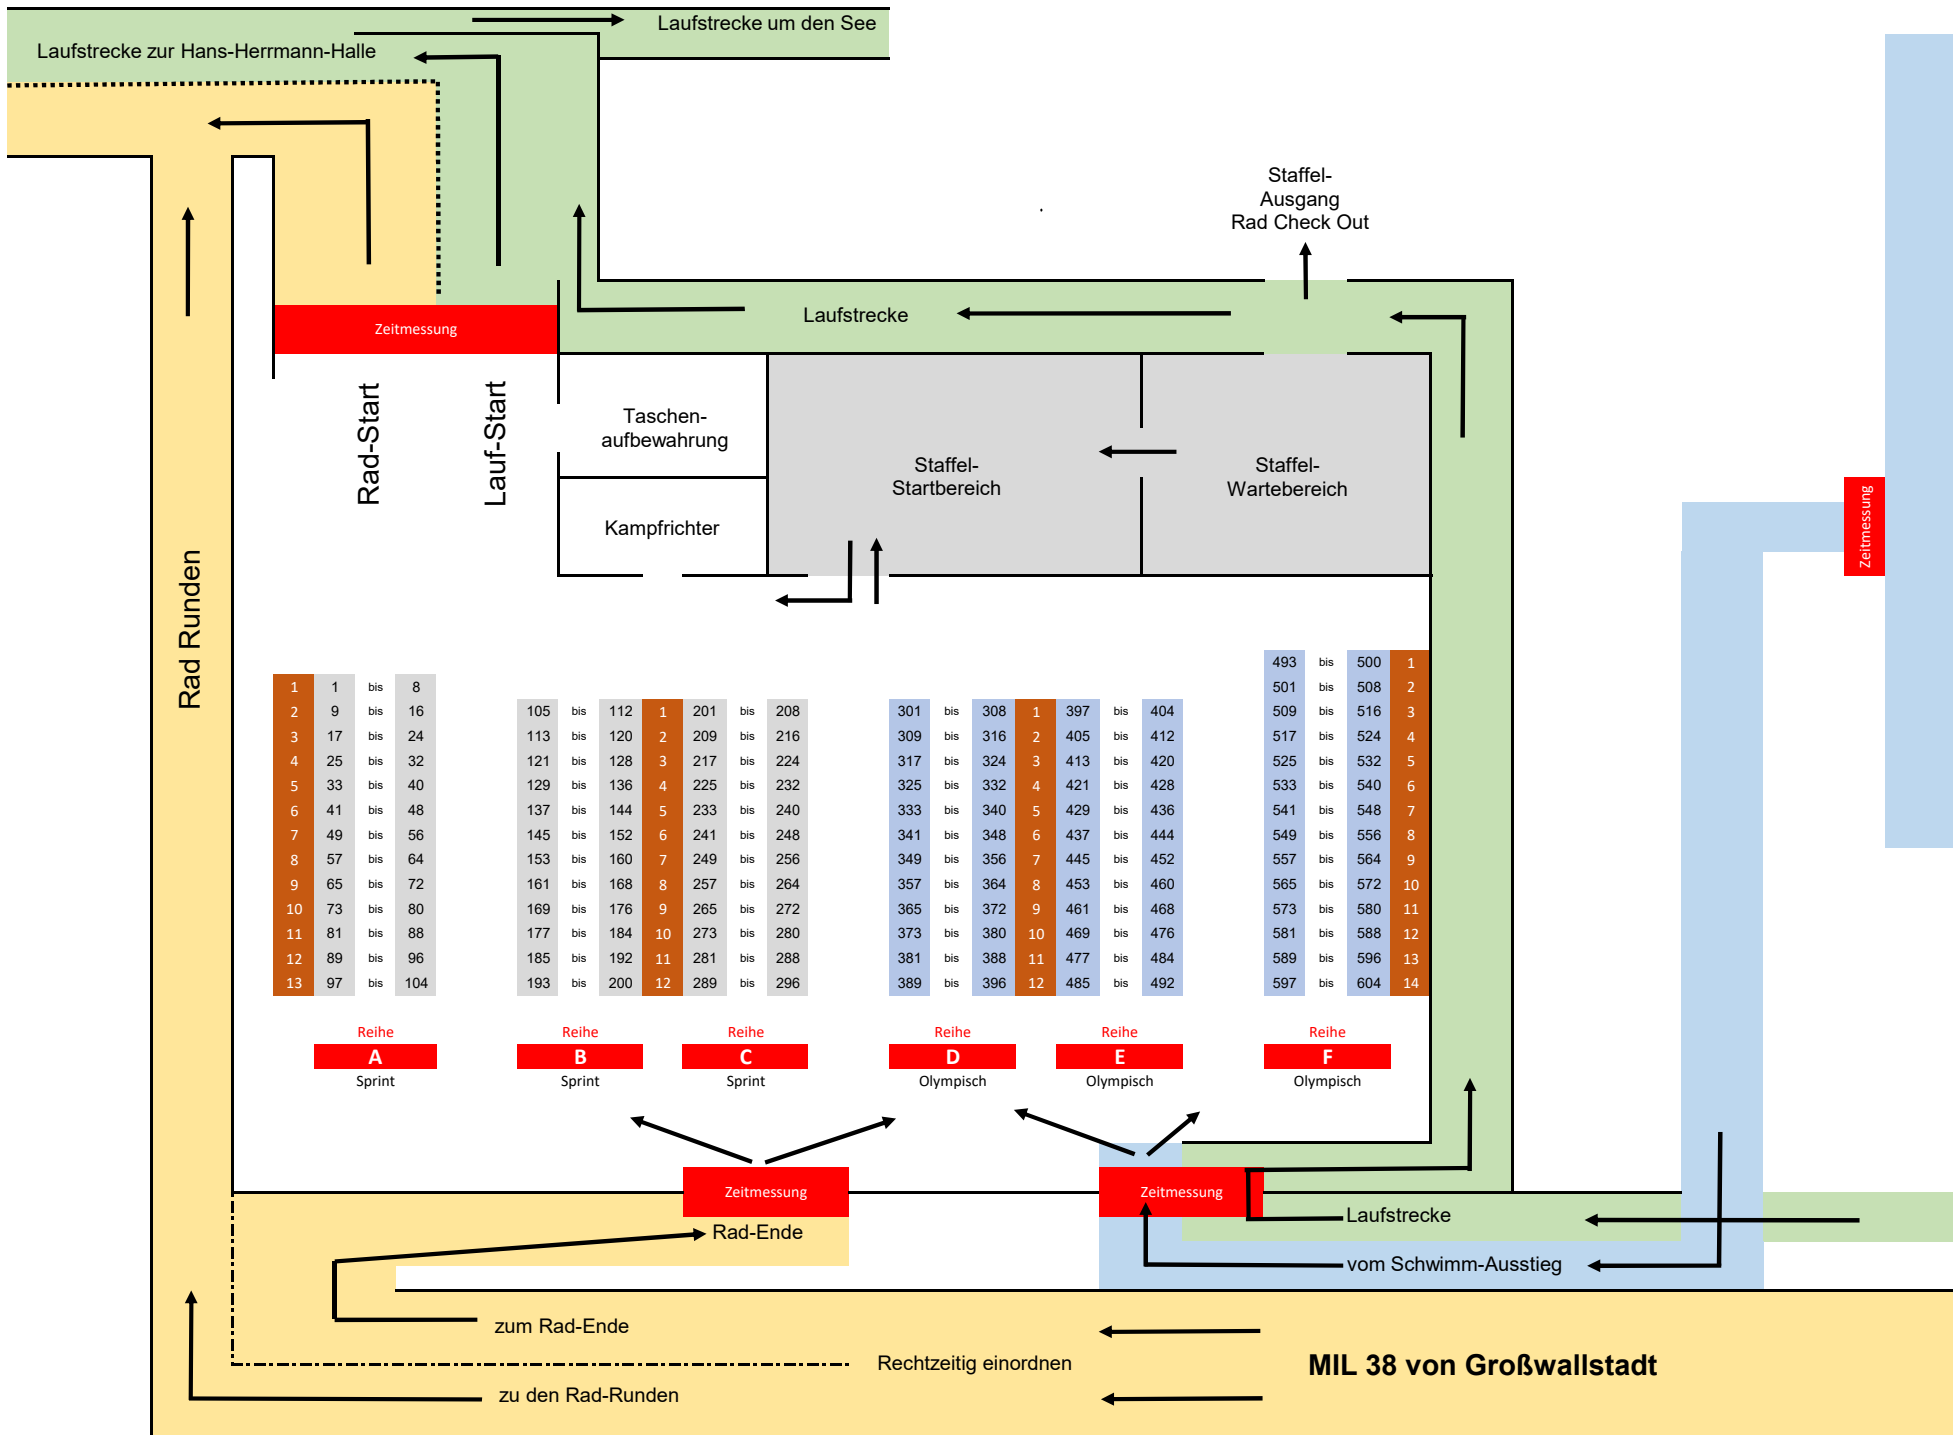 Laufstrecke um den See
Laufstrecke zur Hans-Herrmann-Halle
Staffel-
Ausgang
Rad Check Out
Zeitmessung
Laufstrecke
Rad-Start
Lauf-Start
Taschen-
aufbewahrung
Kampfrichter
Staffel-
Startbereich
Staffel-
Wartebereich
Zeitmessung
Rad Runden
493 bis 500 1
1 1 bis 8 501 bis 508 2
2 9 bis 16 105 bis 112 1 201 bis 208 301 bis 308 1 397 bis 404 509 bis 516 3
3 17 bis 24 113 bis 120 2 209 bis 216 309 bis 316 2 405 bis 412 517 bis 524 4
4 25 bis 32 121 bis 128 3 217 bis 224 317 bis 324 3 413 bis 420 525 bis 532 5
5 33 bis 40 129 bis 136 4 225 bis 232 325 bis 332 4 421 bis 428 533 bis 540 6
6 41 bis 48 137 bis 144 5 233 bis 240 333 bis 340 5 429 bis 436 541 bis 548 7
7 49 bis 56 145 bis 152 6 241 bis 248 341 bis 348 6 437 bis 444 549 bis 556 8
8 57 bis 64 153 bis 160 7 249 bis 256 349 bis 356 7 445 bis 452 557 bis 564 9
9 65 bis 72 161 bis 168 8 257 bis 264 357 bis 364 8 453 bis 460 565 bis 572 10
10 73 bis 80 169 bis 176 9 265 bis 272 365 bis 372 9 461 bis 468 573 bis 580 11
11 81 bis 88 177 bis 184 10 273 bis 280 373 bis 380 10 469 bis 476 581 bis 588 12
12 89 bis 96 185 bis 192 11 281 bis 288 381 bis 388 11 477 bis 484 589 bis 596 13
13 97 bis 104 193 bis 200 12 289 bis 296 389 bis 396 12 485 bis 492 597 bis 604 14
Reihe Reihe Reihe Reihe Reihe Reihe
A B C D E F
Sprint Sprint Sprint Olympisch Olympisch Olympisch
Zeitmessung
Zeitmessung
Rad-Ende
Laufstrecke
vom Schwimm-Ausstieg
zum Rad-Ende
Rechtzeitig einordnen
MIL 38 von Großwallstadt
zu den Rad-Runden